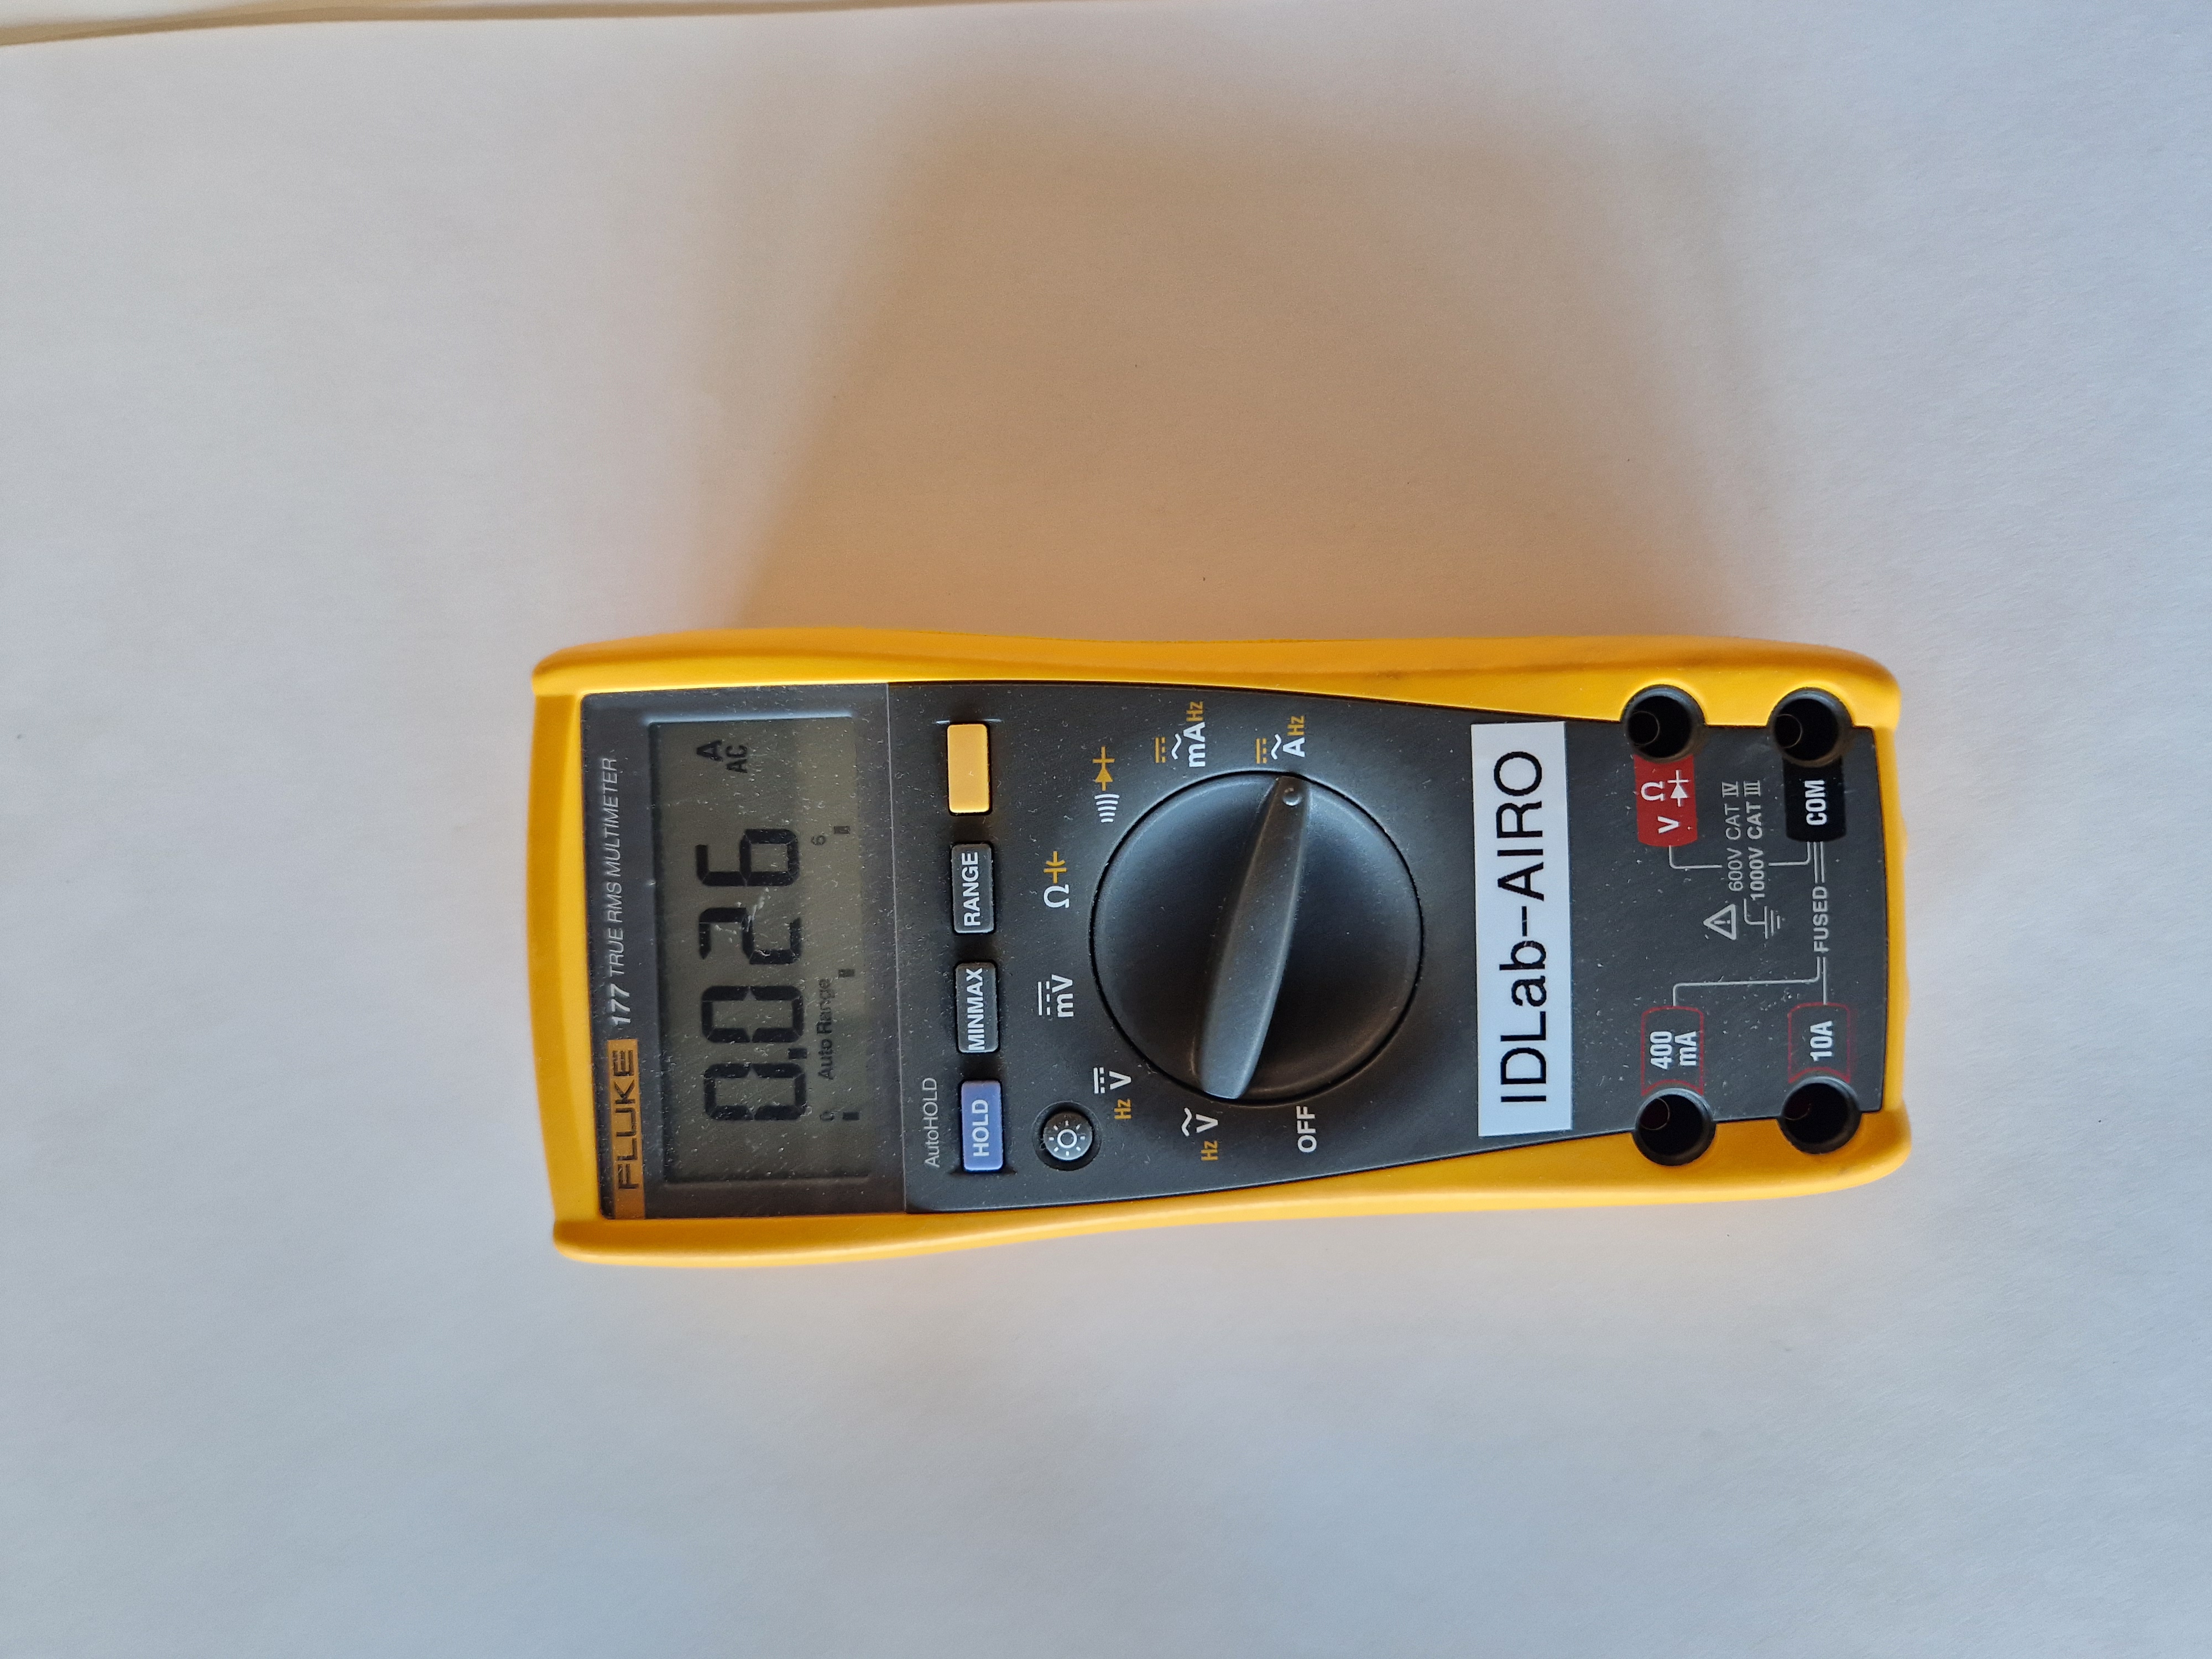 FLUKE 177 TRUE RMS MULTIMETER
0.026 A
AC
0 Auto Range 6
AutoHOLD
HOLD MINMAX RANGE
mV Ω
Hz V
mA Hz
Hz V
A Hz
OFF
IDLab-AIRO
400 mA
V Ω
600V CAT IV
1000V CAT III
10A FUSED COM